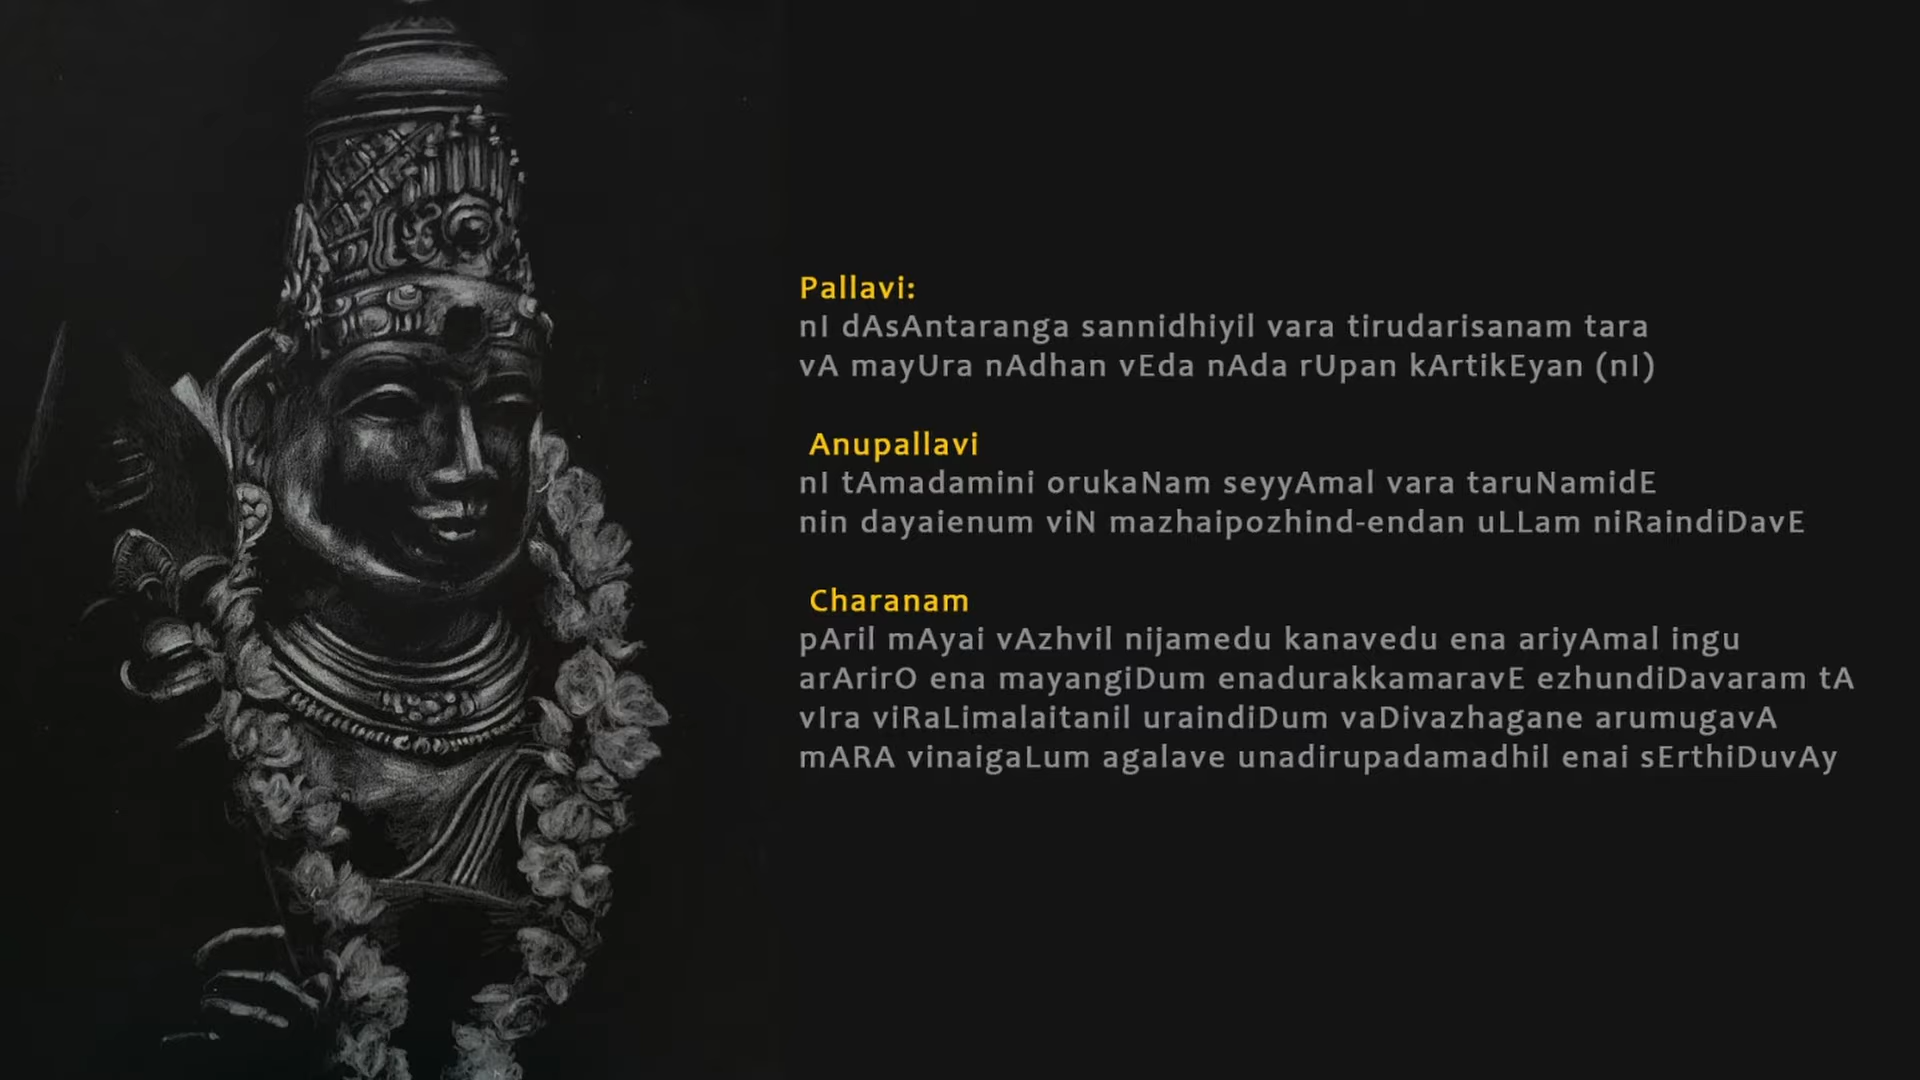 Pallavi:
nI dAsAntaranga sannidhiyil vara tirudarisanam tara
vA mayUra nAdhan vEda nAda rUpan kArtikEyan (nI)
Anupallavi
nI tAmadamini orukaNam seyyAmal vara taruNamidE
nin dayaienum viN mazhaipozhind-endan uLLam niRaindiDavE
Charanam
pAril mAyai vAzhvil nijamedu kanavedu ena ariyAmal ingu
arArirO ena mayangiDum enadurakkamaravE ezhundiDavaram tA
vIra viRaLimalaitanil uraindiDum vaDivazhagane arumugavA
mARA vinaigaLum agalave unadirupadamadhil enai sErthiDuvAy